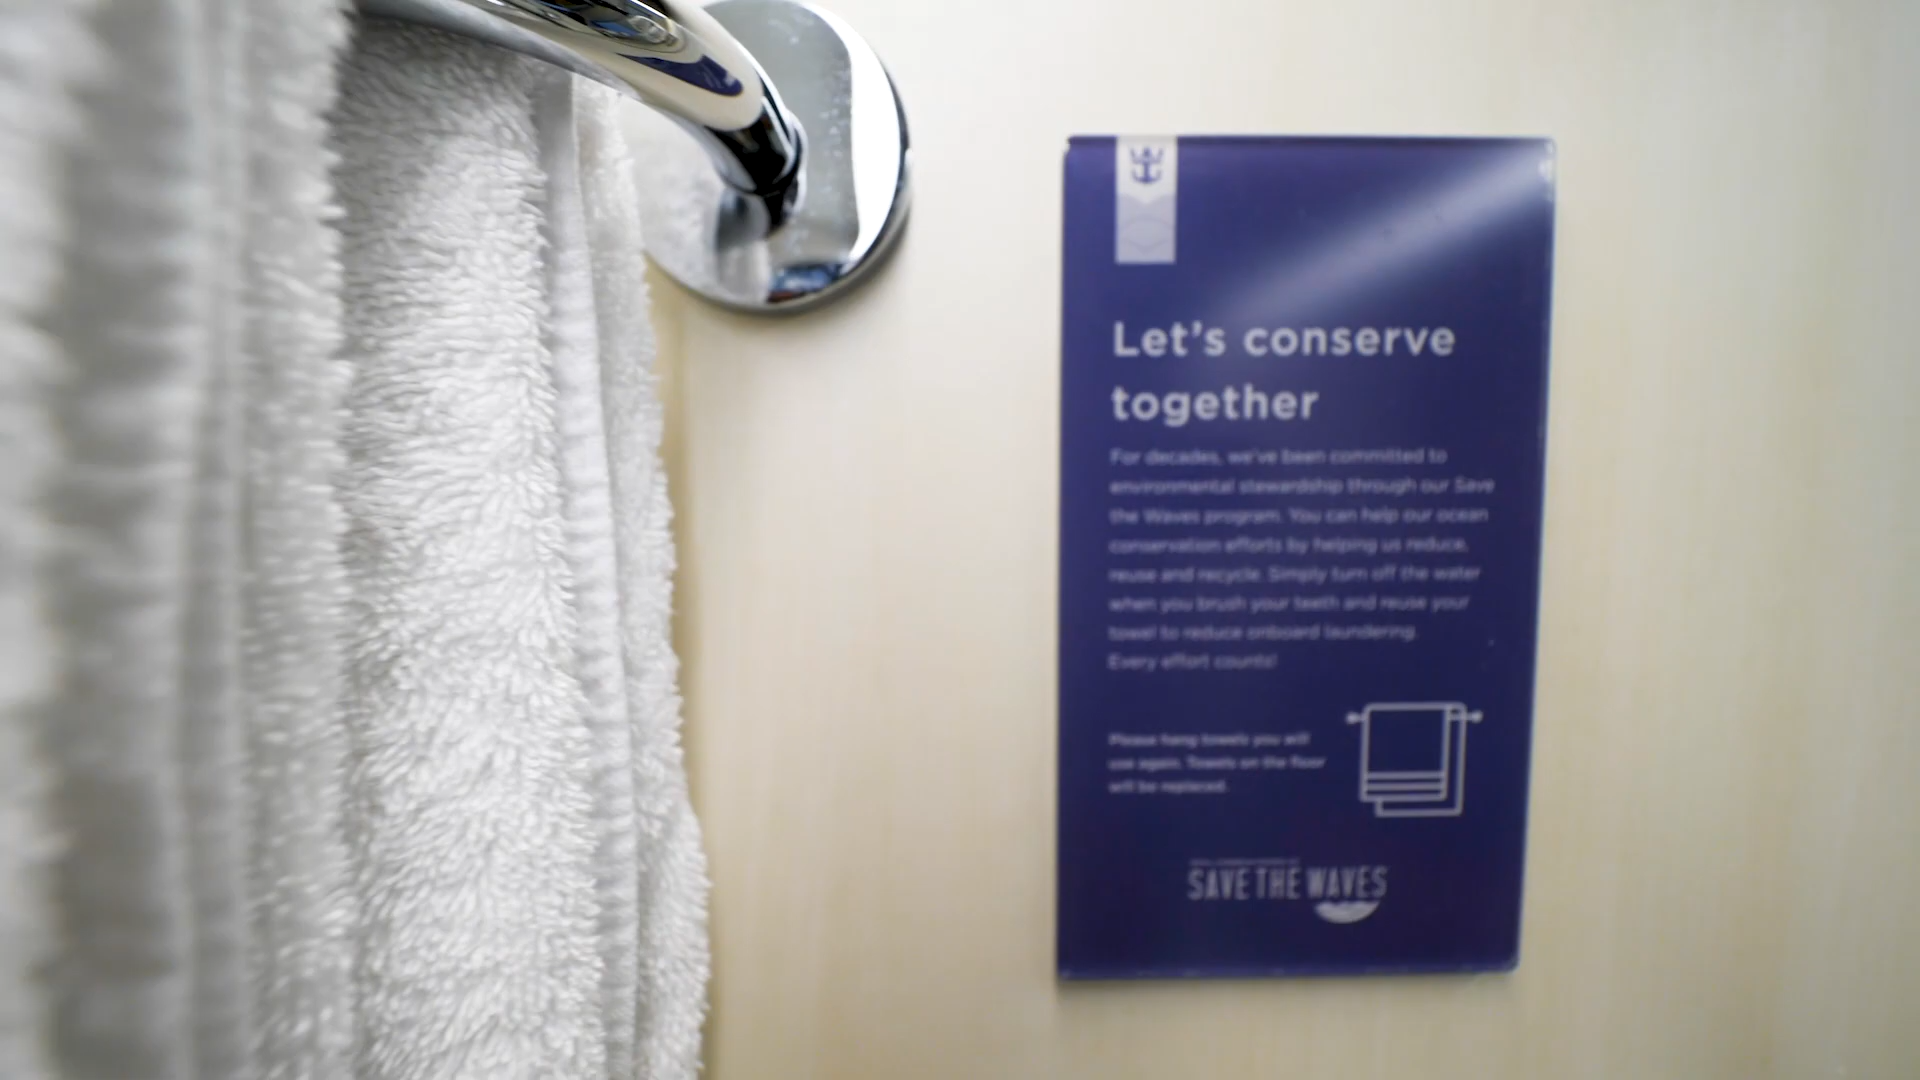 Let's conserve
together
For decades, we've been committed to
environmental stewardship through our Save
the Waves program. You can help our ocean
conservation efforts by helping us reduce,
reuse and recycle. Simply turn off the water
when you brush your teeth and reuse your
towel to reduce onboard laundering.
Every effort counts!
Please hang towels you will
use again. Towels on the floor
will be replaced.
SAVE THE WAVES